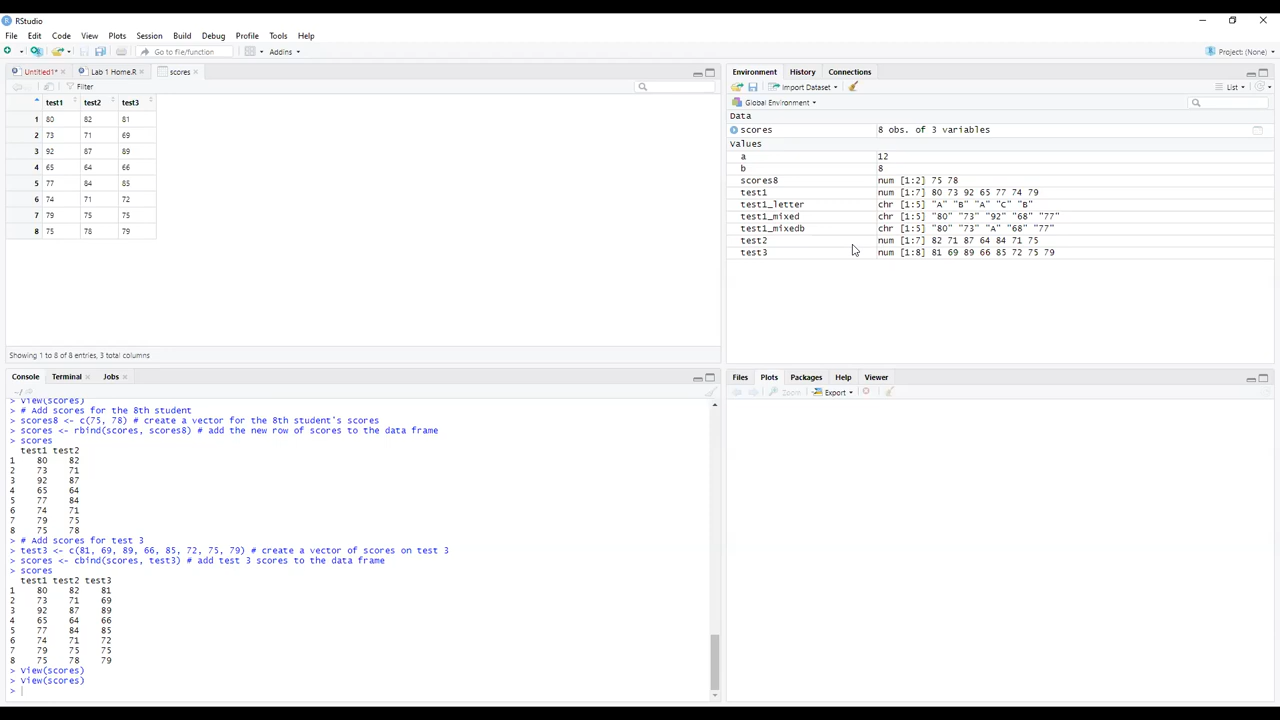 RStudio
File Edit Code View Plots Session Build Debug Profile Tools Help
Go to file/function Addins Project: (None)
Untitled1* Lab 1 Home.R scores
Filter
test1 test2 test3
1 80 82 81
2 73 71 69
3 92 87 89
4 65 64 66
5 77 84 85
6 74 71 72
7 79 75 75
8 75 78 79
Showing 1 to 8 of 8 entries, 3 total columns
Environment History Connections
Import Dataset List
Global Environment
Data
scores 8 obs. of 3 variables
Values
a 12
b 8
scores8 num [1:2] 75 78
test1 num [1:7] 80 73 92 65 77 74 79
test1_letter chr [1:5] "A" "B" "A" "C" "B"
test1_mixed chr [1:5] "80" "73" "92" "68" "77"
test1_mixedb chr [1:5] "80" "73" "A" "68" "77"
test2 num [1:7] 82 71 87 64 84 71 75
test3 num [1:8] 81 69 89 66 85 72 75 79
Console Terminal Jobs
~/
> View(scores)
> # Add scores for the 8th student
> scores8 <- c(75, 78) # create a vector for the 8th student's scores
> scores <- rbind(scores, scores8) # add the new row of scores to the data frame
> scores
test1 test2
1 80 82
2 73 71
3 92 87
4 65 64
5 77 84
6 74 71
7 79 75
8 75 78
> # Add scores for test 3
> test3 <- c(81, 69, 89, 66, 85, 72, 75, 79) # create a vector of scores on test 3
> scores <- cbind(scores, test3) # add test 3 scores to the data frame
> scores
test1 test2 test3
1 80 82 81
2 73 71 69
3 92 87 89
4 65 64 66
5 77 84 85
6 74 71 72
7 79 75 75
8 75 78 79
> View(scores)
> View(scores)
>
Files Plots Packages Help Viewer
Zoom Export